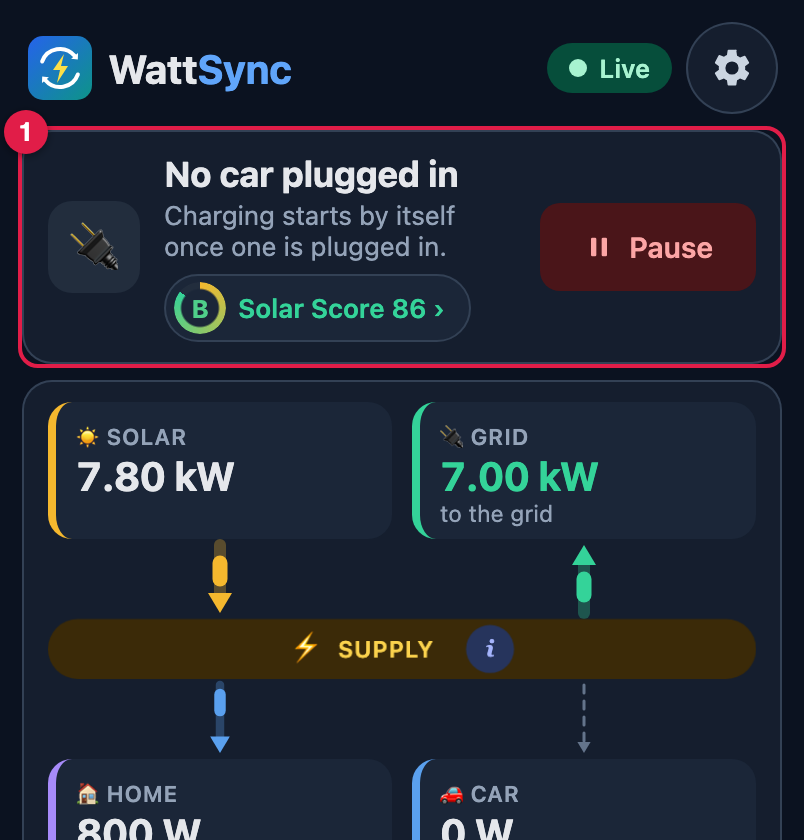 WattSync
Live
1
No car plugged in
Charging starts by itself
once one is plugged in.
Pause
B
Solar Score 86 ›
SOLAR
7.80 kW
GRID
7.00 kW
to the grid
SUPPLY
i
HOME
800 W
CAR
0 W